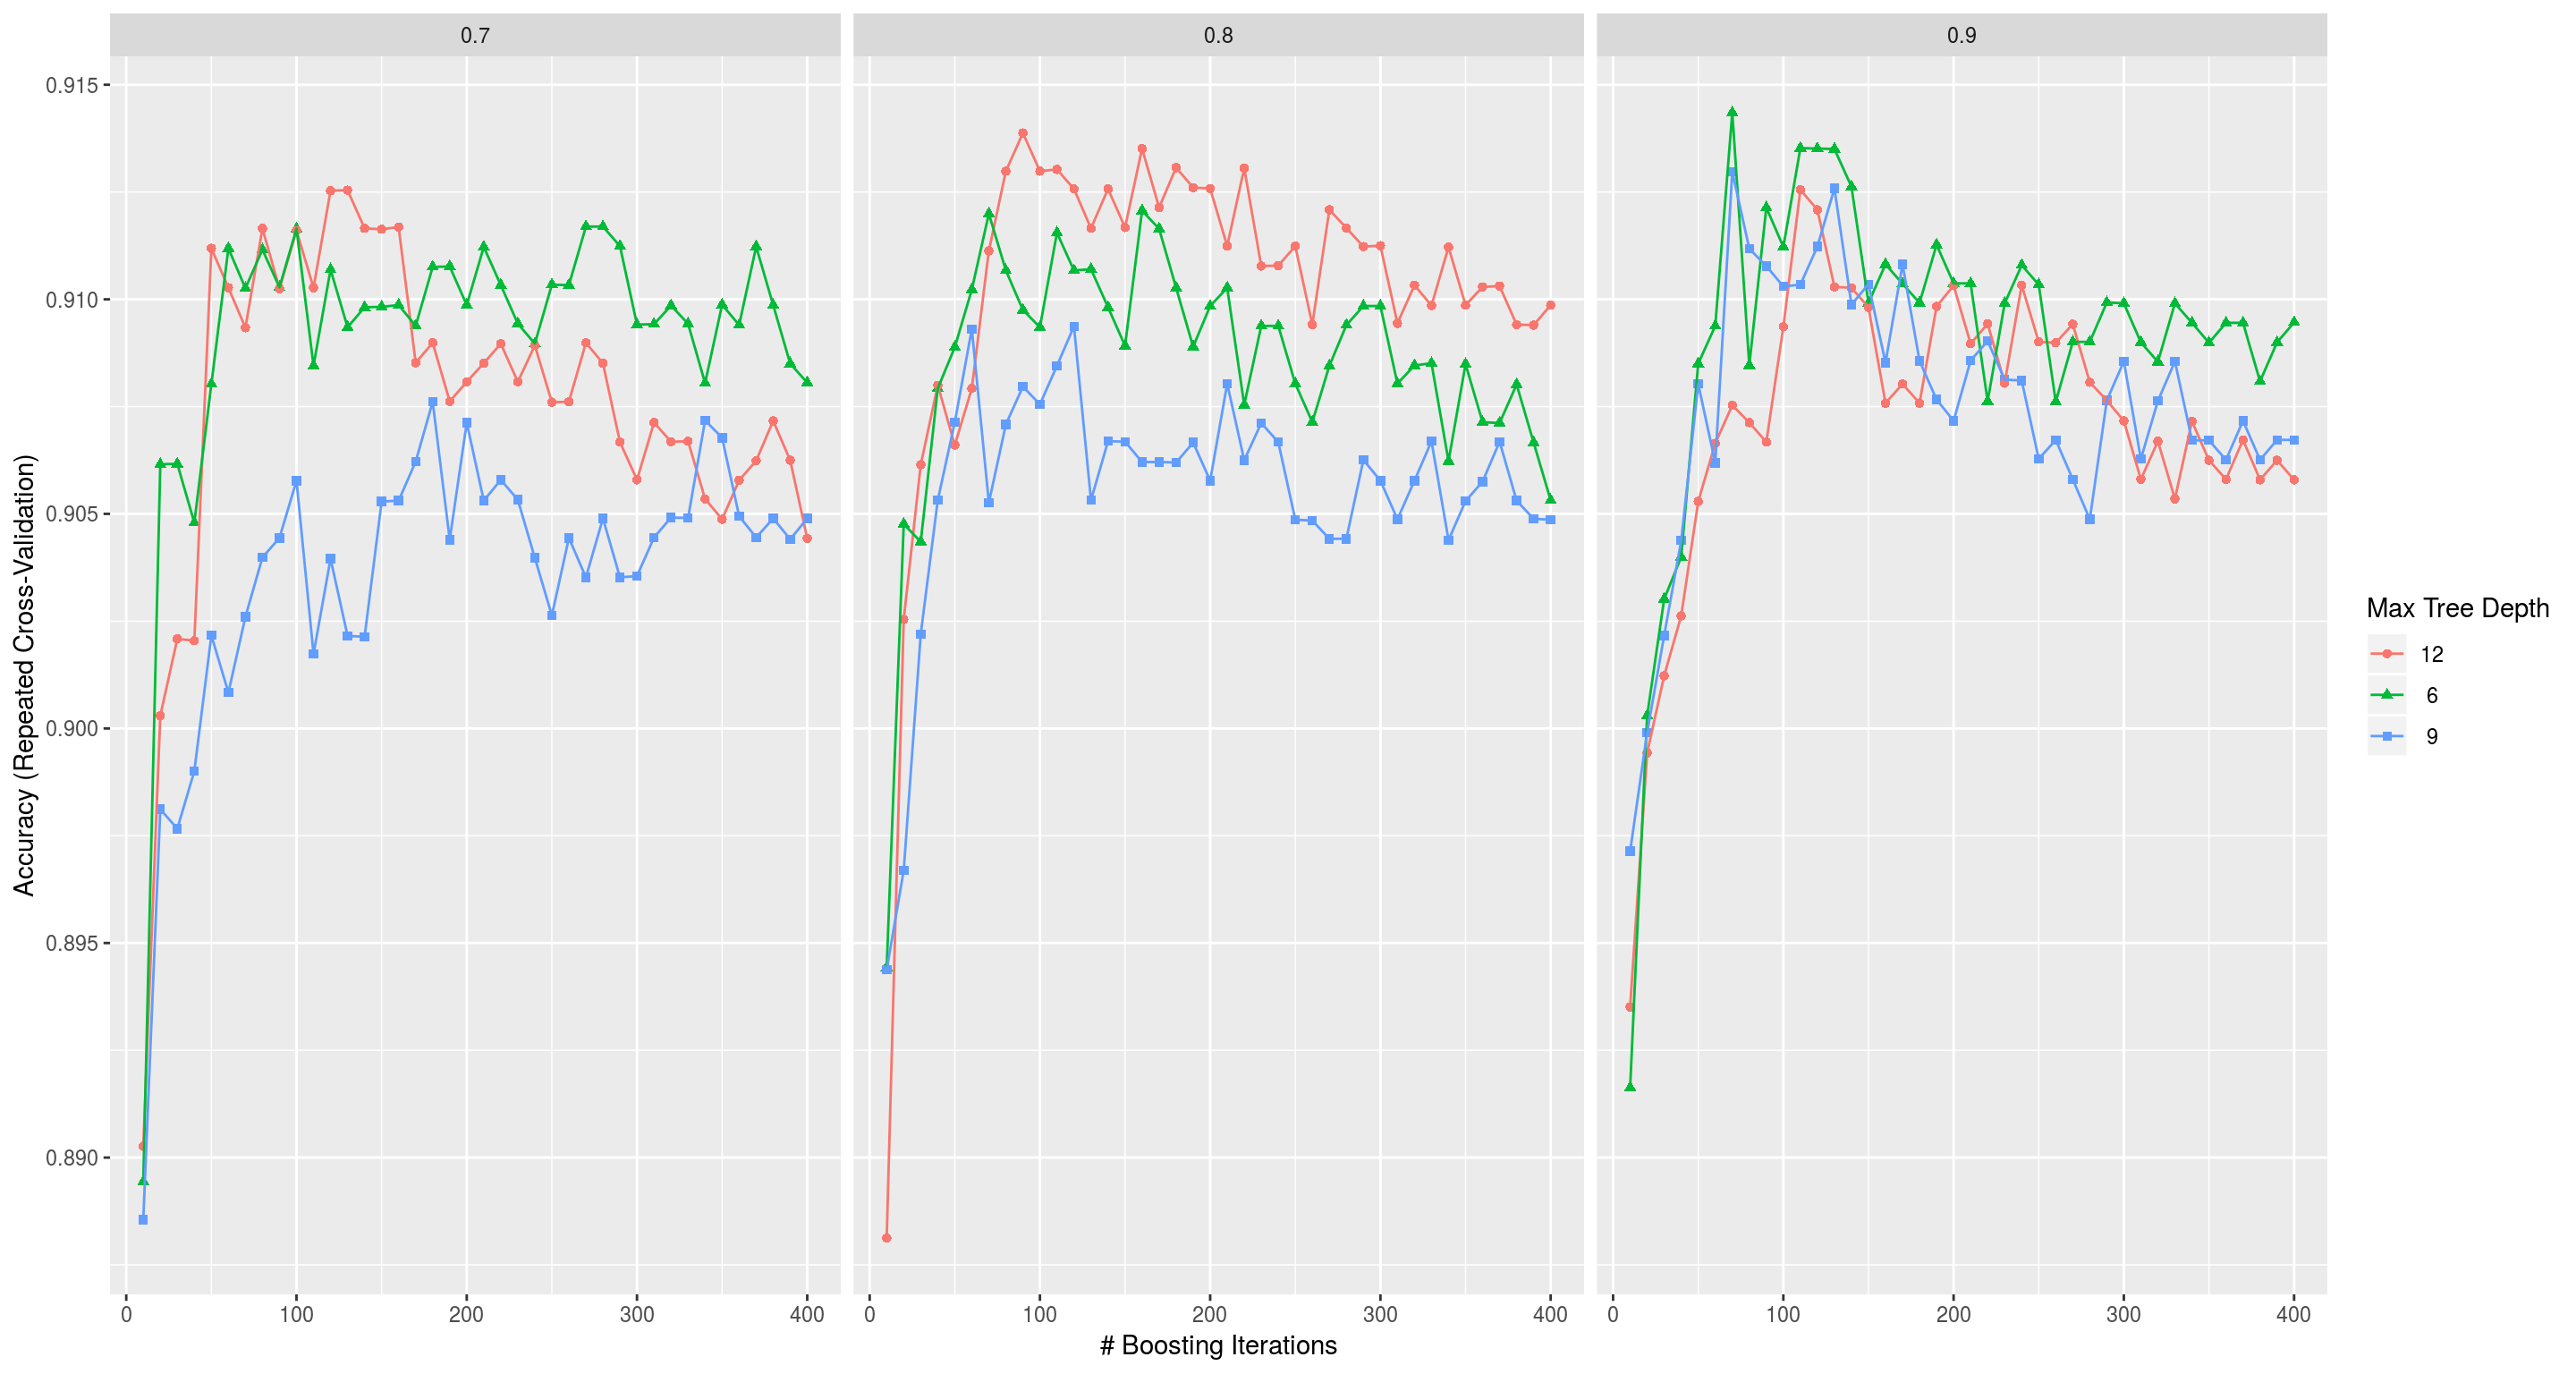 0.7 0.8 0.9
0.915
0.910
0.905
0.900
0.895
0.890
Accuracy (Repeated Cross-Validation)
0 100 200 300 400 0 100 200 300 400 0 100 200 300 400
# Boosting Iterations
Max Tree Depth
12
6
9